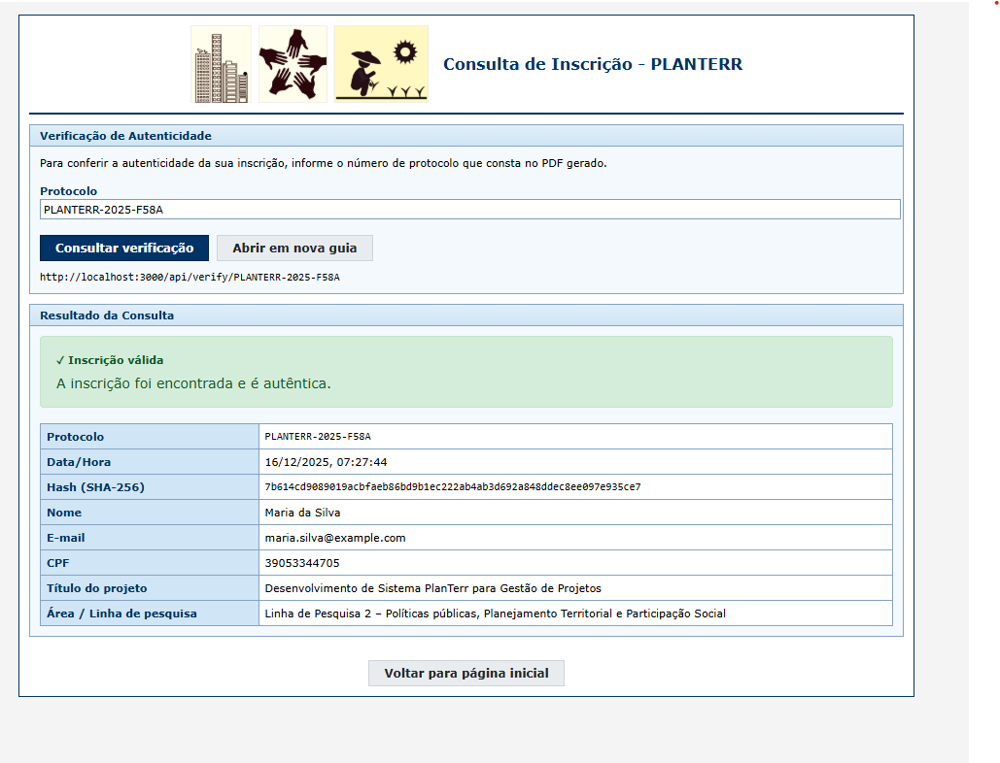 Consulta de Inscrição - PLANTERR
Verificação de Autenticidade
Para conferir a autenticidade da sua inscrição, informe o número de protocolo que consta no PDF gerado.
Protocolo
PLANTERR-2025-F58A
Consultar verificação Abrir em nova guia
http://localhost:3000/api/verify/PLANTERR-2025-F58A
Resultado da Consulta
✓ Inscrição válida
A inscrição foi encontrada e é autêntica.
Protocolo PLANTERR-2025-F58A
Data/Hora 16/12/2025, 07:27:44
Hash (SHA-256) 7b614cd9089019acbfaeb86bd9b1ec222ab4ab3d692a848ddec8ee097e935ce7
Nome Maria da Silva
E-mail maria.silva@example.com
CPF 39053344705
Título do projeto Desenvolvimento de Sistema PlanTerr para Gestão de Projetos
Área / Linha de pesquisa Linha de Pesquisa 2 – Políticas públicas, Planejamento Territorial e Participação Social
Voltar para página inicial